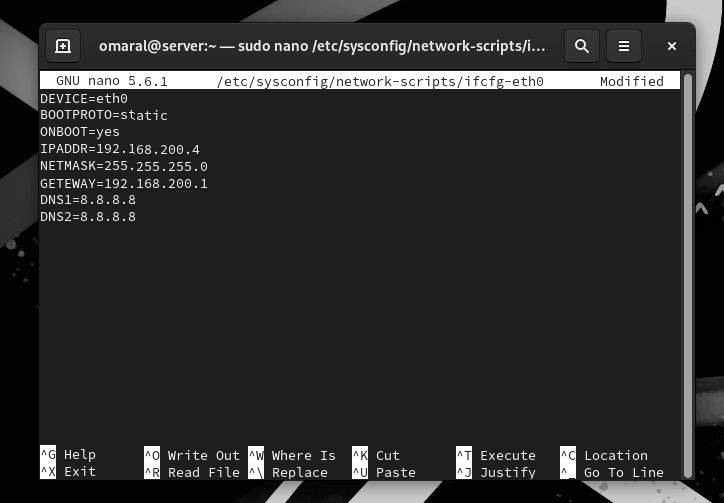 omaral@server:~ — sudo nano /etc/sysconfig/network-scripts/i...
GNU nano 5.6.1 /etc/sysconfig/network-scripts/ifcfg-eth0 Modified
DEVICE=eth0
BOOTPROTO=static
ONBOOT=yes
IPADDR=192.168.200.4
NETMASK=255.255.255.0
GETEWAY=192.168.200.1
DNS1=8.8.8.8
DNS2=8.8.8.8
^G Help ^O Write Out ^W Where Is ^K Cut ^T Execute ^C Location
^X Exit ^R Read File ^\ Replace ^U Paste ^J Justify ^_ Go To Line